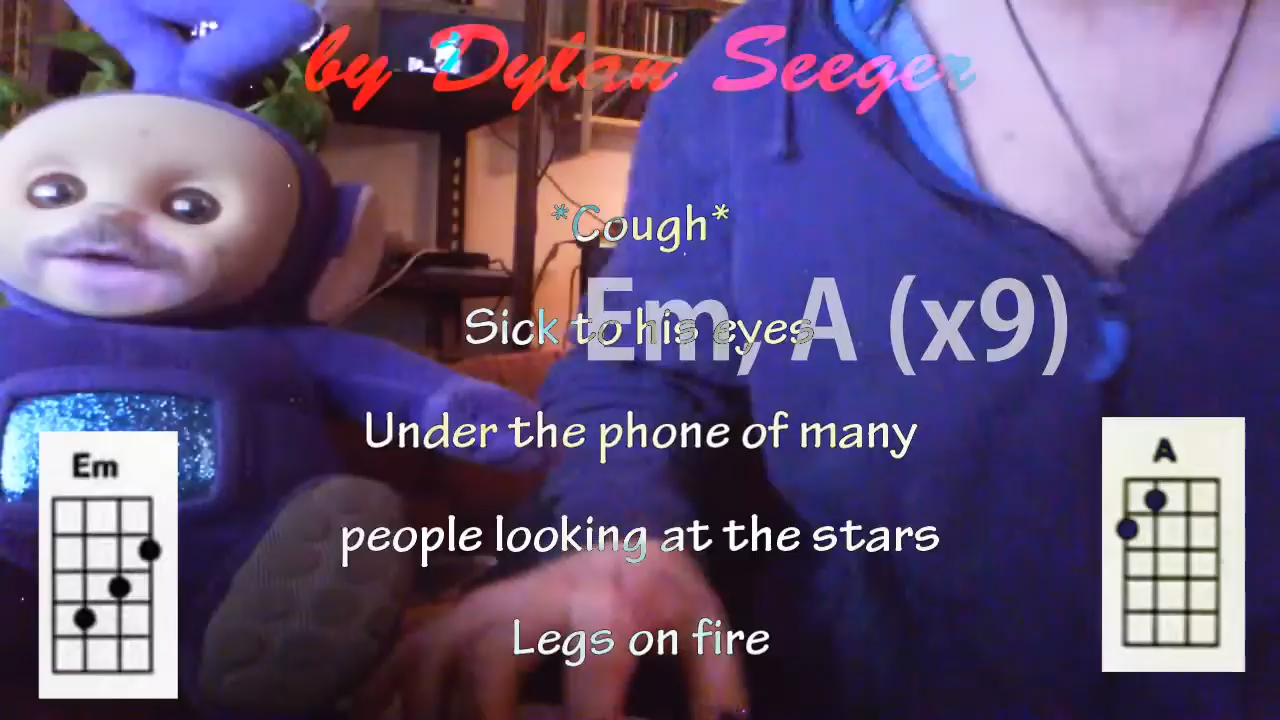 by Dylan Seeger
*Cough*
Sick to his eyes
Em, A (x9)
Under the phone of many
people looking at the stars
Legs on fire
Em
A